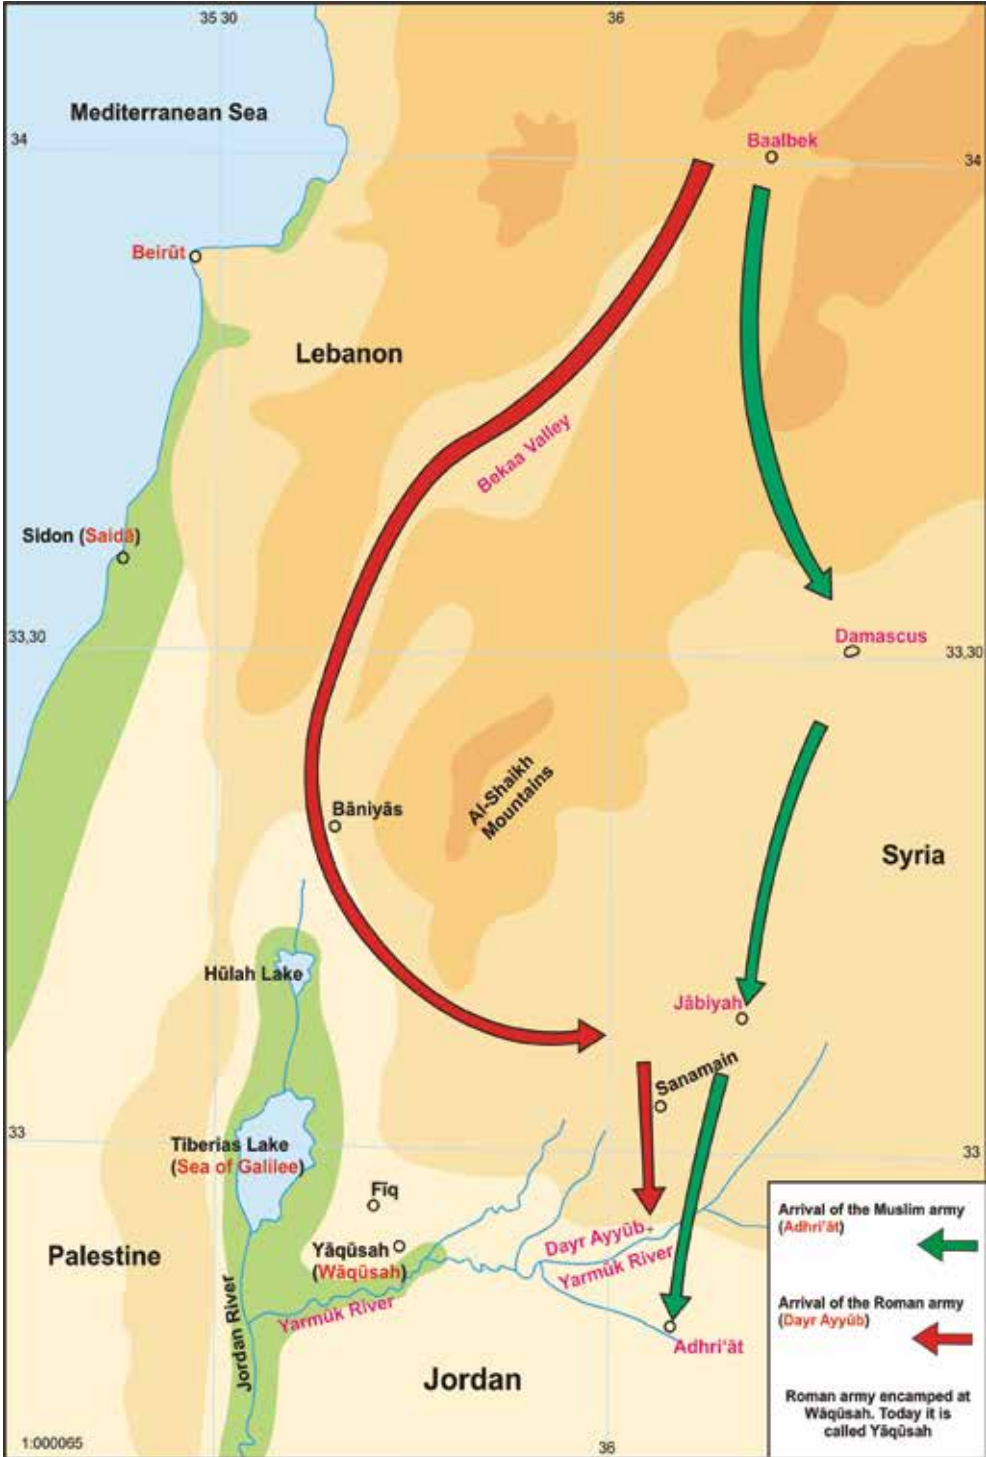 35 30
36
Mediterranean Sea
34
Baalbek
34
Beirūt
Lebanon
Bekaa Valley
Sidon (Saidā)
33,30
Damascus
33,30
Al-Shaikh
Mountains
Bāniyās
Syria
Hūlah Lake
Jābiyah
Sanamain
33
Tiberias Lake
(Sea of Galilee)
33
Fīq
Dayr Ayyūb
Yāqūsah
(Wāqūsah)
Yarmūk River
Palestine
Jordan River
Yarmūk River
Adhri'āt
Jordan
1:000065
36
Arrival of the Muslim army
(Adhri'āt)
Arrival of the Roman army
(Dayr Ayyūb)
Roman army encamped at
Wāqūsah. Today it is
called Yāqūsah